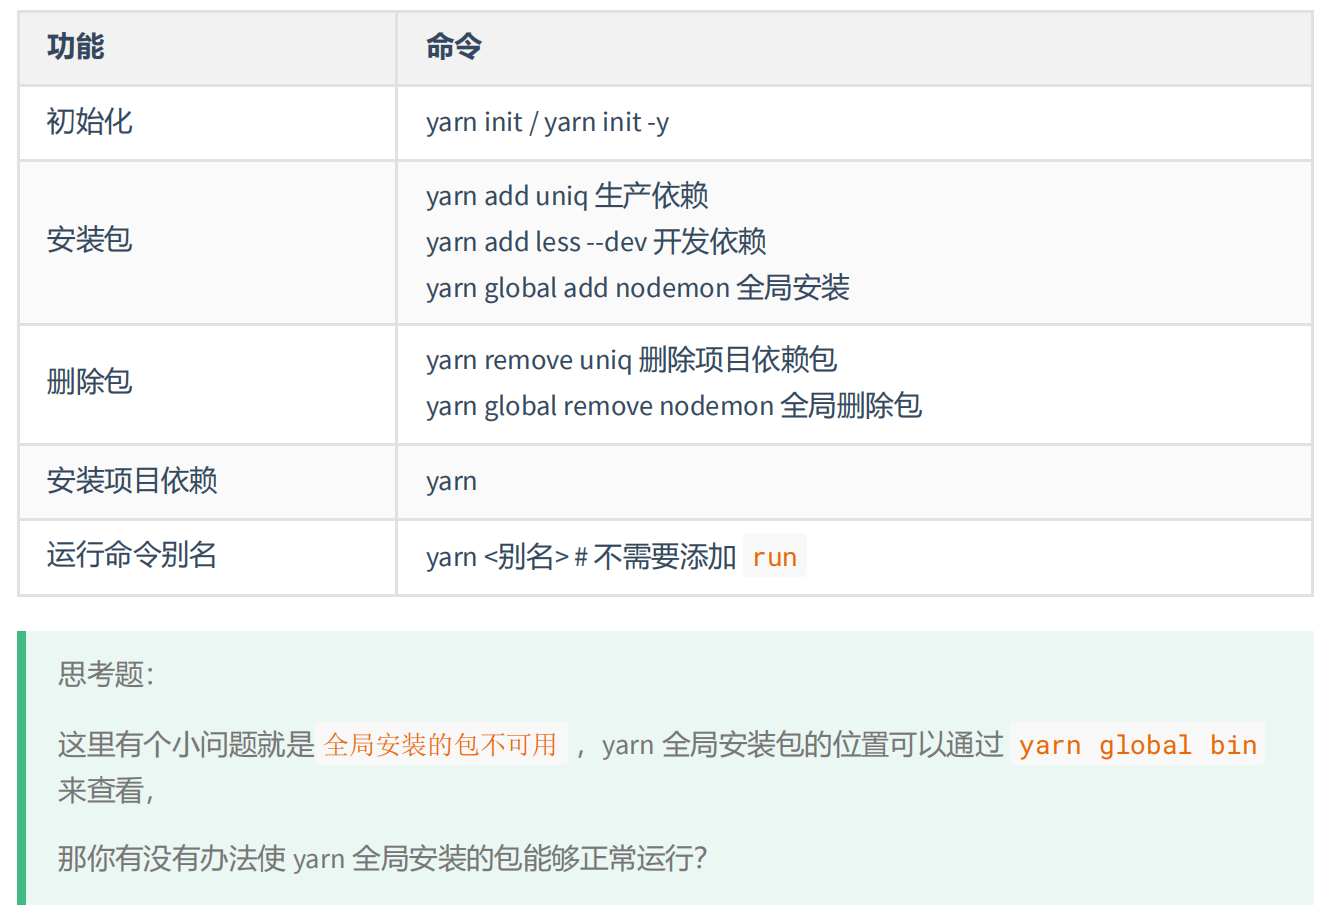 功能 命令
初始化 yarn init / yarn init -y
安装包
yarn add uniq 生产依赖
yarn add less --dev 开发依赖
yarn global add nodemon 全局安装
删除包
yarn remove uniq 删除项目依赖包
yarn global remove nodemon 全局删除包
安装项目依赖 yarn
运行命令别名 yarn <别名> # 不需要添加 run
思考题：
这里有个小问题就是 全局安装的包不可用 ，yarn 全局安装包的位置可以通过 yarn global bin
来查看，
那你有没有办法使 yarn 全局安装的包能够正常运行？